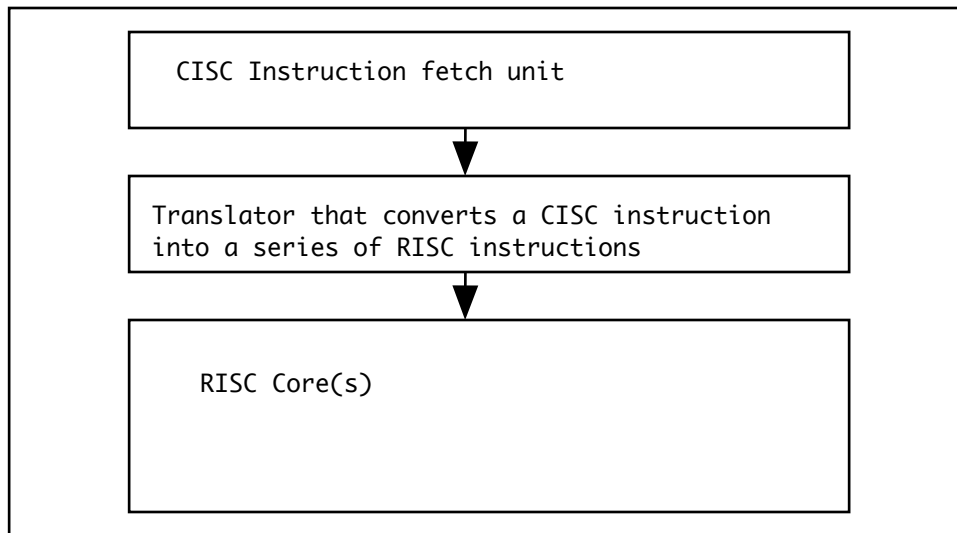 CISC Instruction fetch unit
Translator that converts a CISC instruction
into a series of RISC instructions
RISC Core(s)